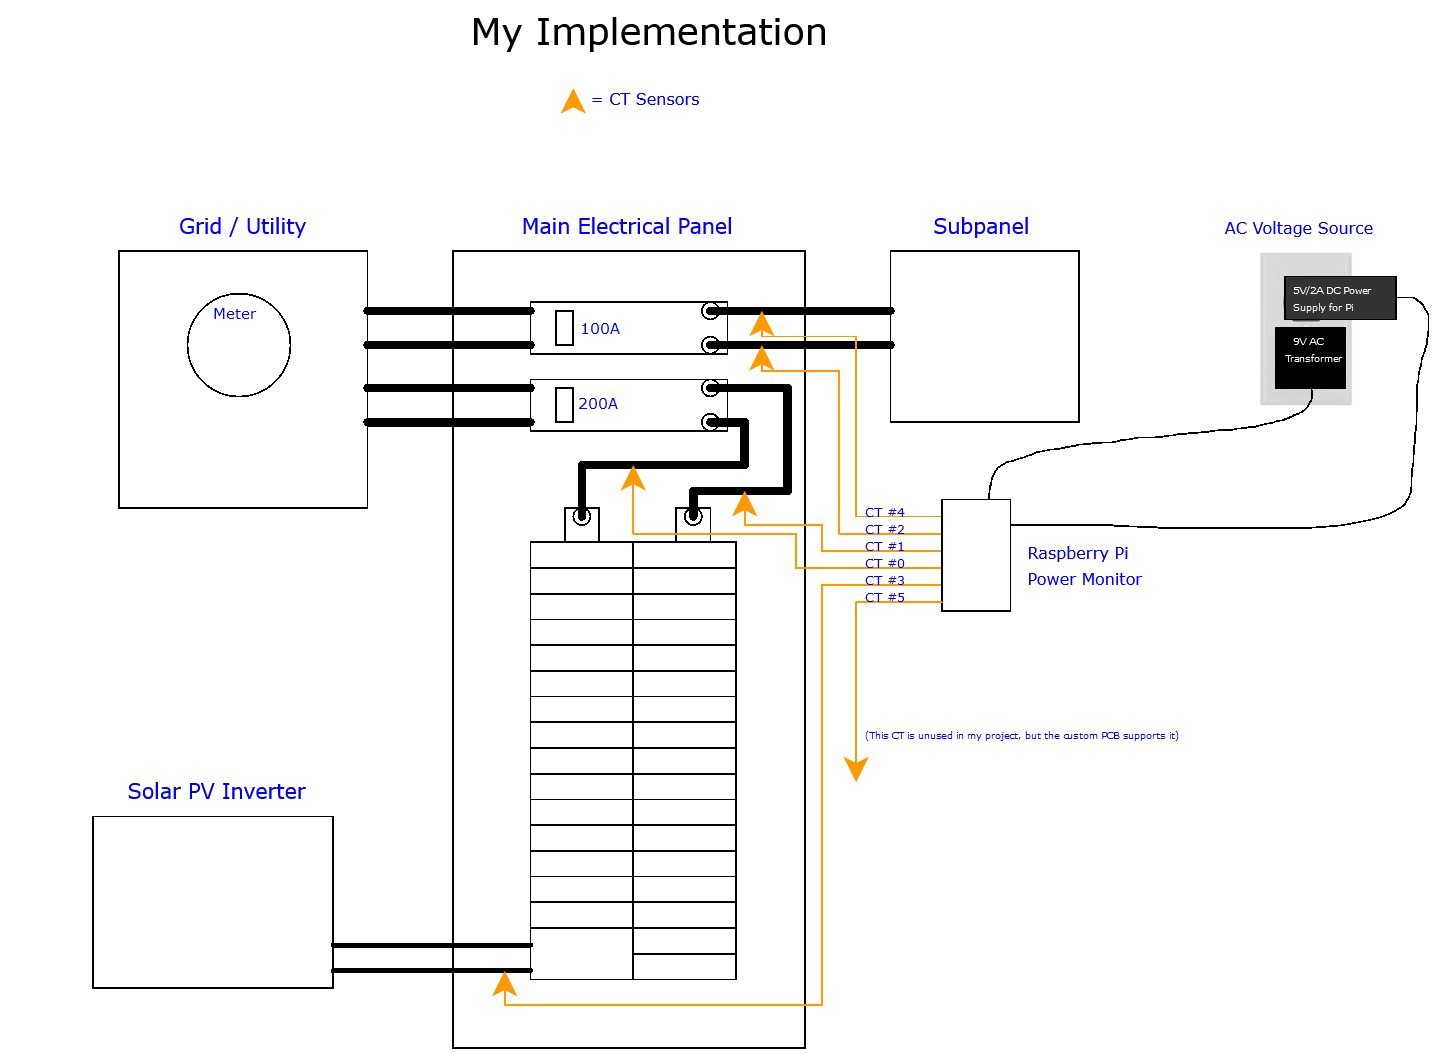 My Implementation
= CT Sensors
Grid / Utility
Main Electrical Panel
Subpanel
AC Voltage Source
Meter
100A
200A
5V/2A DC Power
Supply for Pi
9V AC
Transformer
CT #4
CT #2
CT #1
CT #0
CT #3
CT #5
Raspberry Pi
Power Monitor
(This CT is unused in my project, but the custom PCB supports it)
Solar PV Inverter